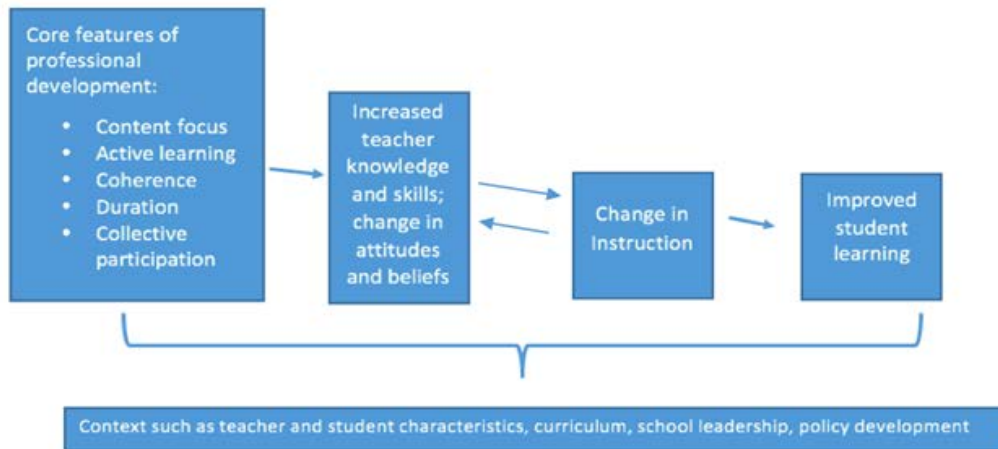 Core features of
professional
development:
• Content focus
• Active learning
• Coherence
• Duration
• Collective
participation
Increased
teacher
knowledge
and skills;
change in
attitudes
and beliefs
Change in
Instruction
Improved
student
learning
Context such as teacher and student characteristics, curriculum, school leadership, policy development